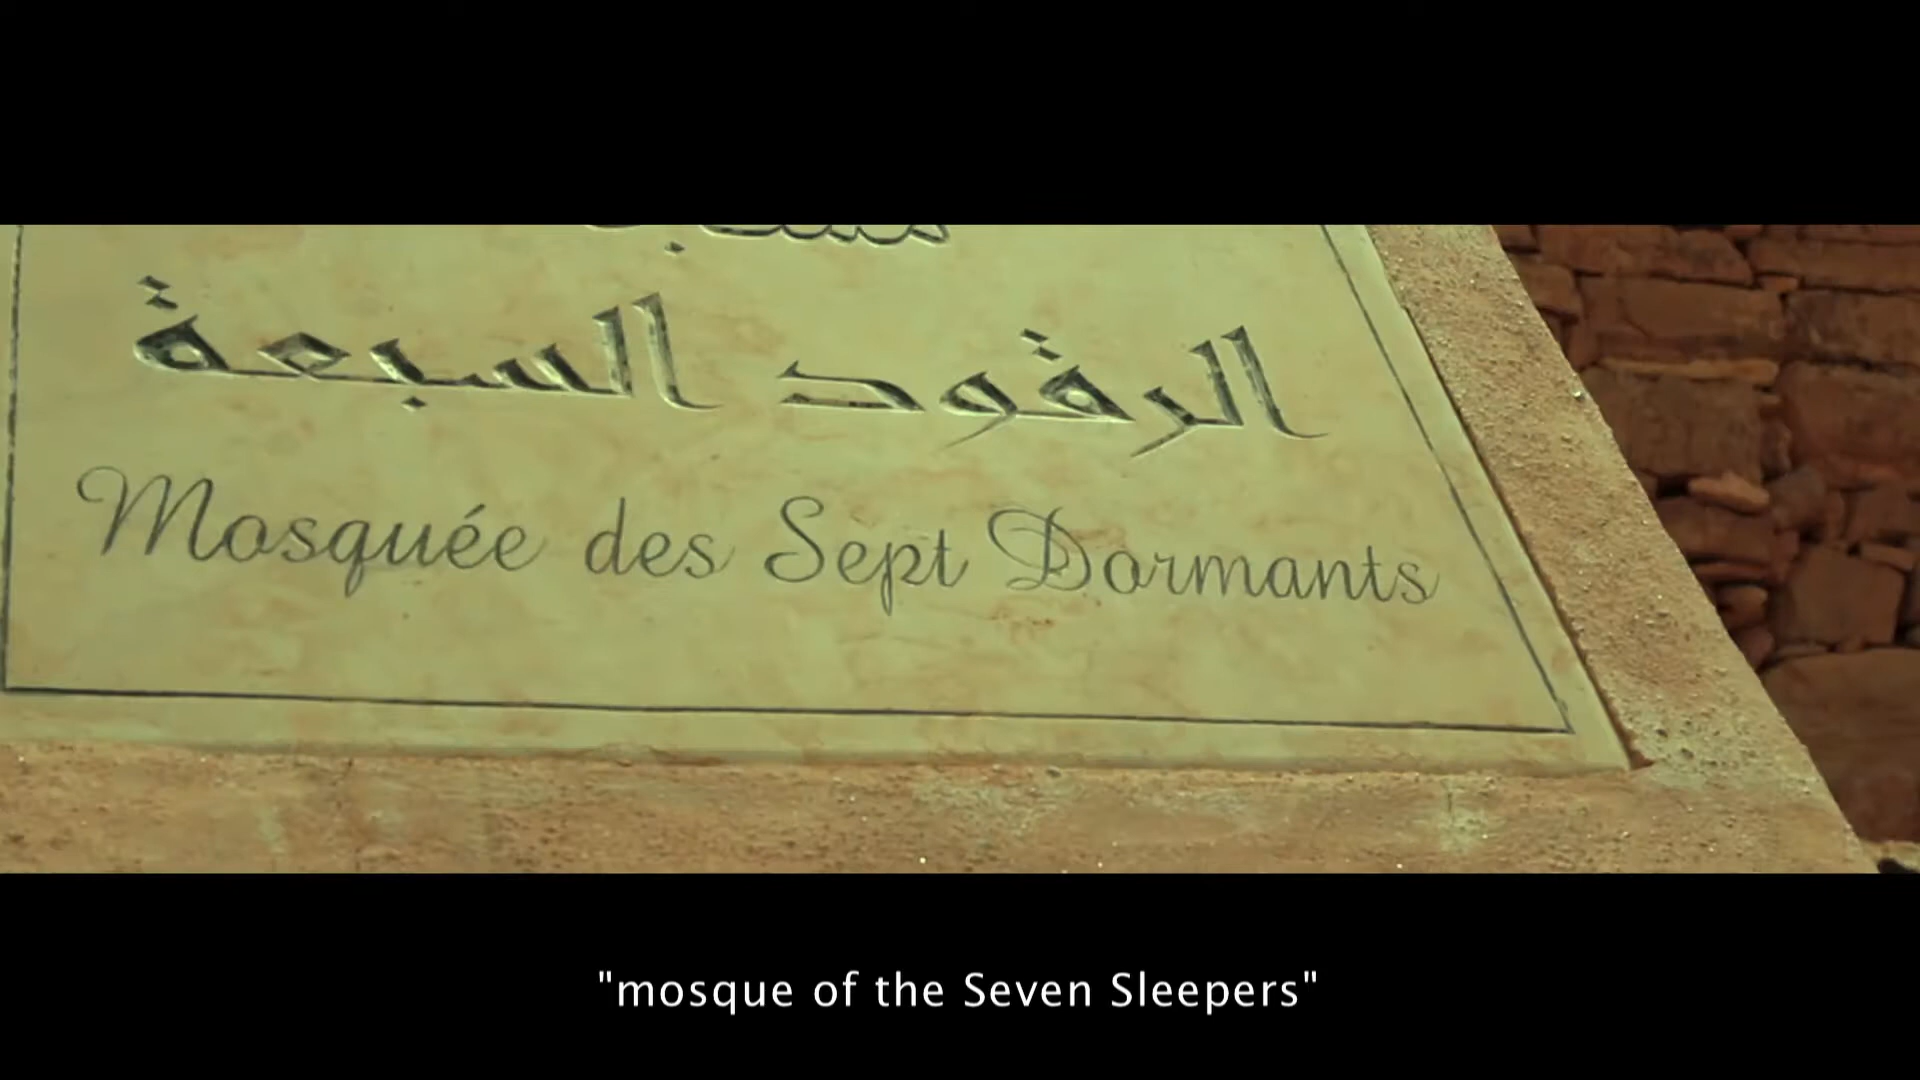 الرقود السبعة
Mosquée des Sept Dormants
"mosque of the Seven Sleepers"